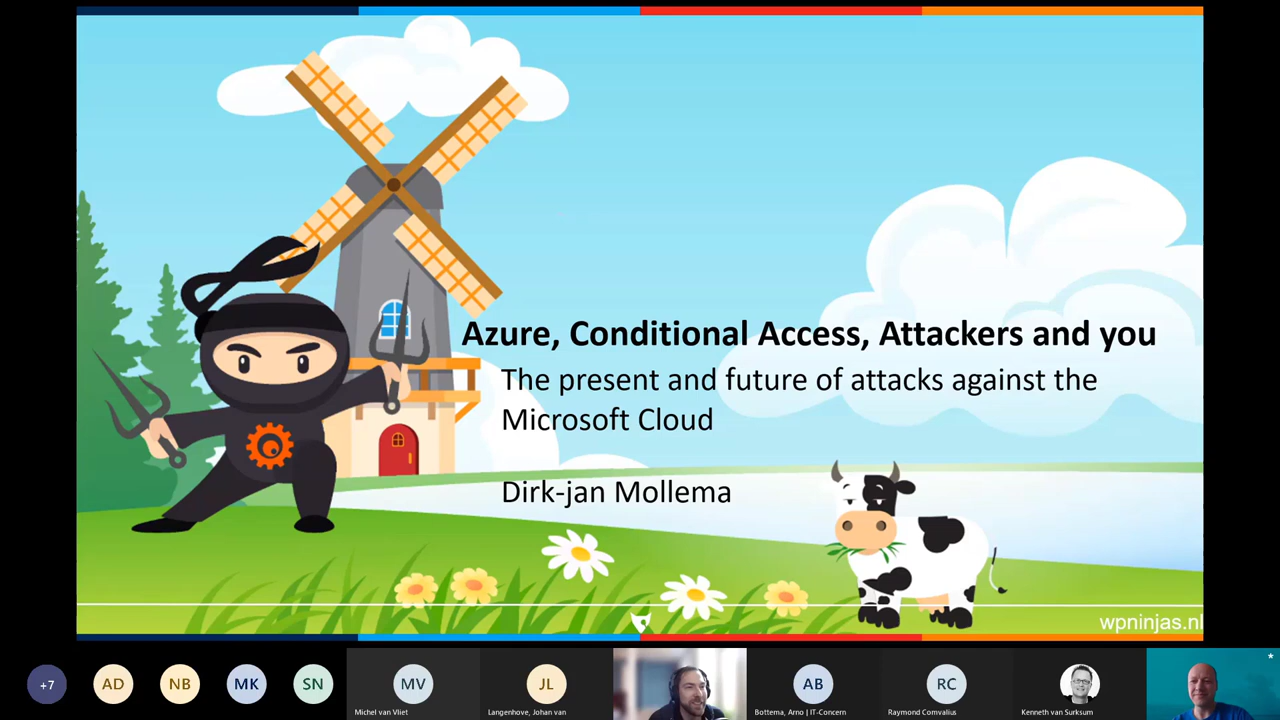 Azure, Conditional Access, Attackers and you
The present and future of attacks against the
Microsoft Cloud
Dirk-jan Mollema
wpninjas.nl
+7
AD
NB
MK
SN
MV
Michel van Vliet
JL
Langenhove, Johan van
AB
Bottema, Arno | IT-Concern
RC
Raymond Comvalius
Kenneth van Surksum
*